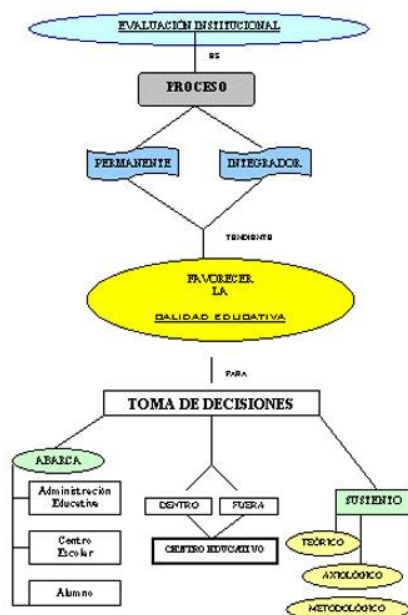 EVALUACIÓN INSTITUCIONAL
ES
PROCESO
PERMANENTE
INTEGRADOR
TENDIENTE
FAVORECER
LA
CALIDAD EDUCATIVA
PARA
TOMA DE DECISIONES
ABARCA
Administración
Educativa
Centro
Escolar
Alumno
DENTRO
FUERA
CENTRO EDUCATIVO
SUSTENTO
TEÓRICO
AXIOLÓGICO
METODOLÓGICO